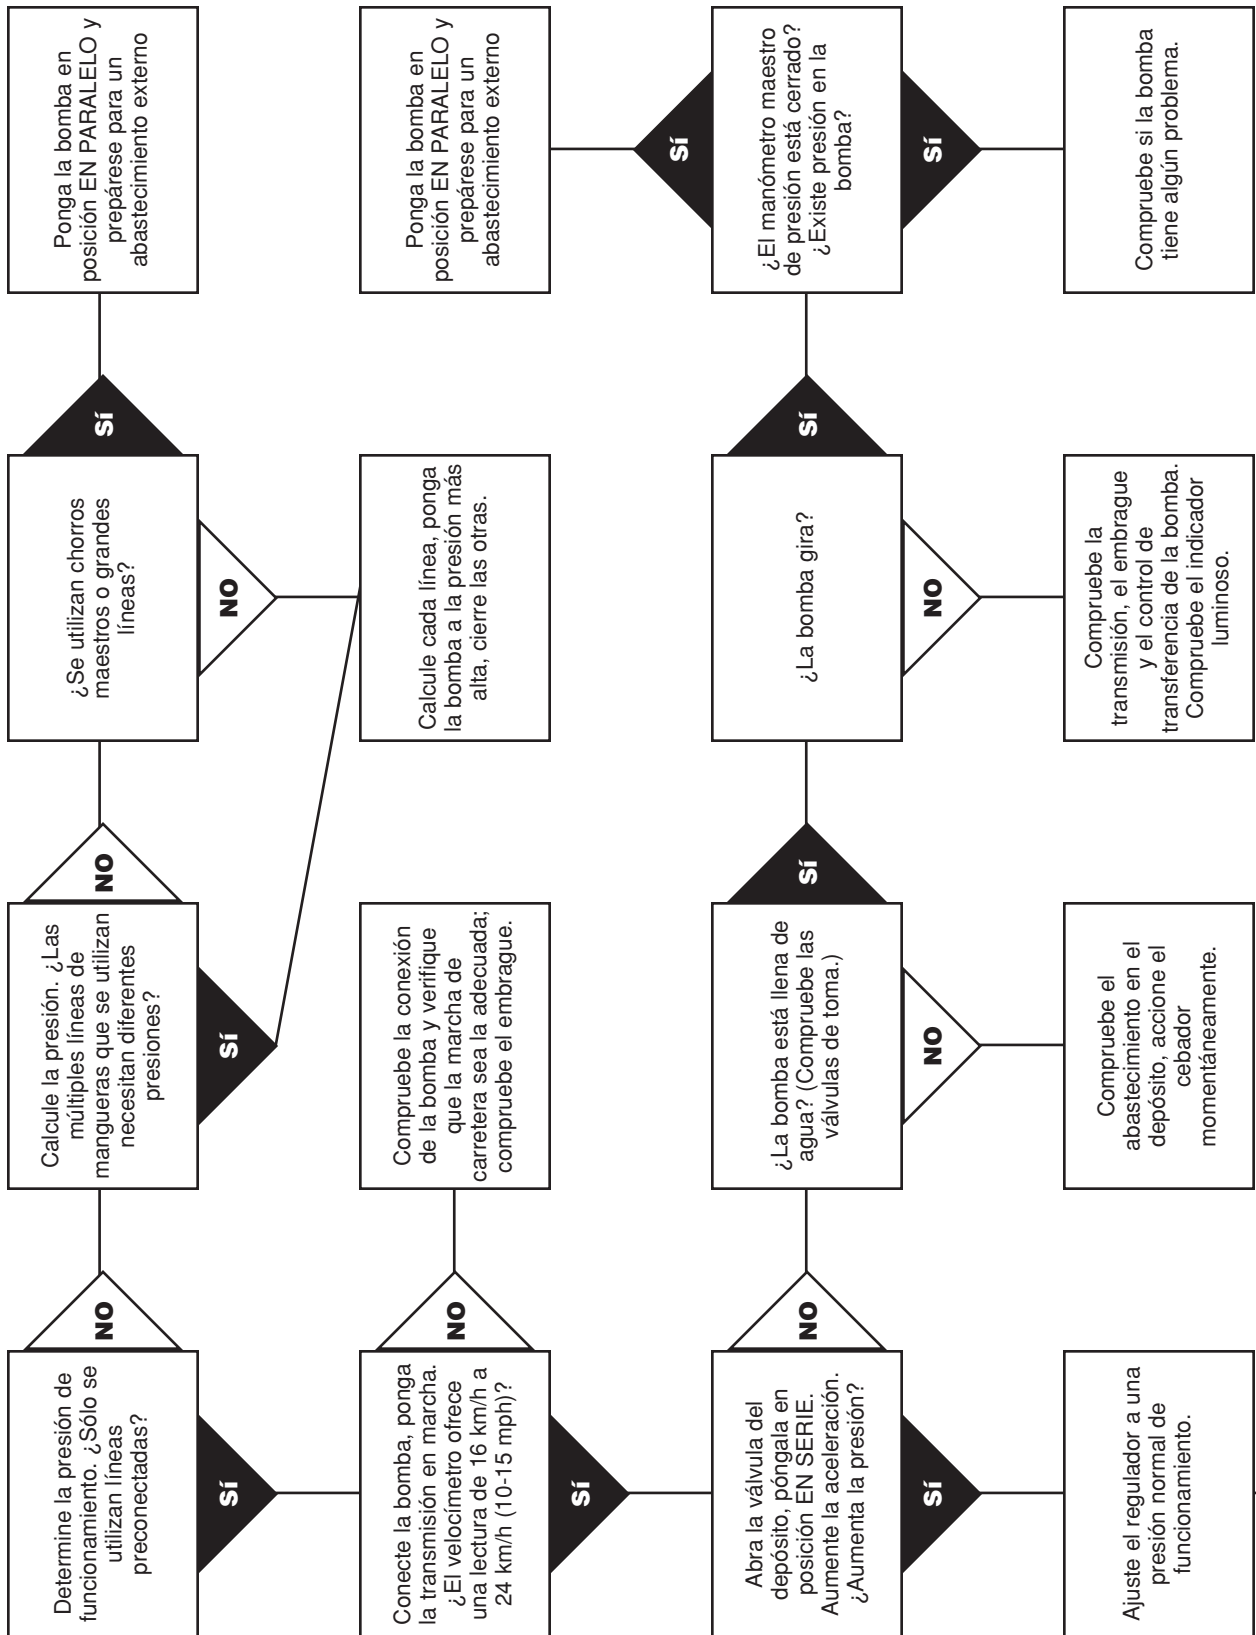 Determine la presión de
funcionamiento. ¿Sólo se
utilizan líneas
preconectadas?
NO
Sí
Calcule la presión. ¿Las
múltiples líneas de
mangueras que se utilizan
necesitan diferentes
presiones?
NO
Sí
¿Se utilizan chorros
maestros o grandes
líneas?
Sí
NO
Ponga la bomba en
posición EN PARALELO y
prepárese para un
abastecimiento externo
Conecte la bomba, ponga
la transmisión en marcha.
¿El velocímetro ofrece
una lectura de 16 km/h a
24 km/h (10-15 mph)?
NO
Sí
Compruebe la conexión
de la bomba y verifique
que la marcha de
carretera sea la adecuada;
compruebe el embrague.
Calcule cada línea, ponga
la bomba a la presión más
alta, cierre las otras.
Ponga la bomba en
posición EN PARALELO y
prepárese para un
abastecimiento externo
Abra la vávula del
depósito, póngala en
posición EN SERIE.
Aumente la aceleración.
¿Aumenta la presión?
NO
Sí
¿La bomba está llena de
agua? (Compruebe las
válvulas de toma.)
Sí
NO
¿La bomba gira?
Sí
NO
Sí
¿El manómetro maestro
de presión está cerrado?
¿Existe presión en la
bomba?
Sí
Ajuste el regulador a una
presión normal de
funcionamiento.
Compruebe el
abastecimiento en el
depósito, accione el
cebador
momentáneamente.
Compruebe la
transmisión, el embrague
y el control de
transferencia de la bomba.
Compruebe el indicador
luminoso.
Compruebe si la bomba
tiene algún problema.